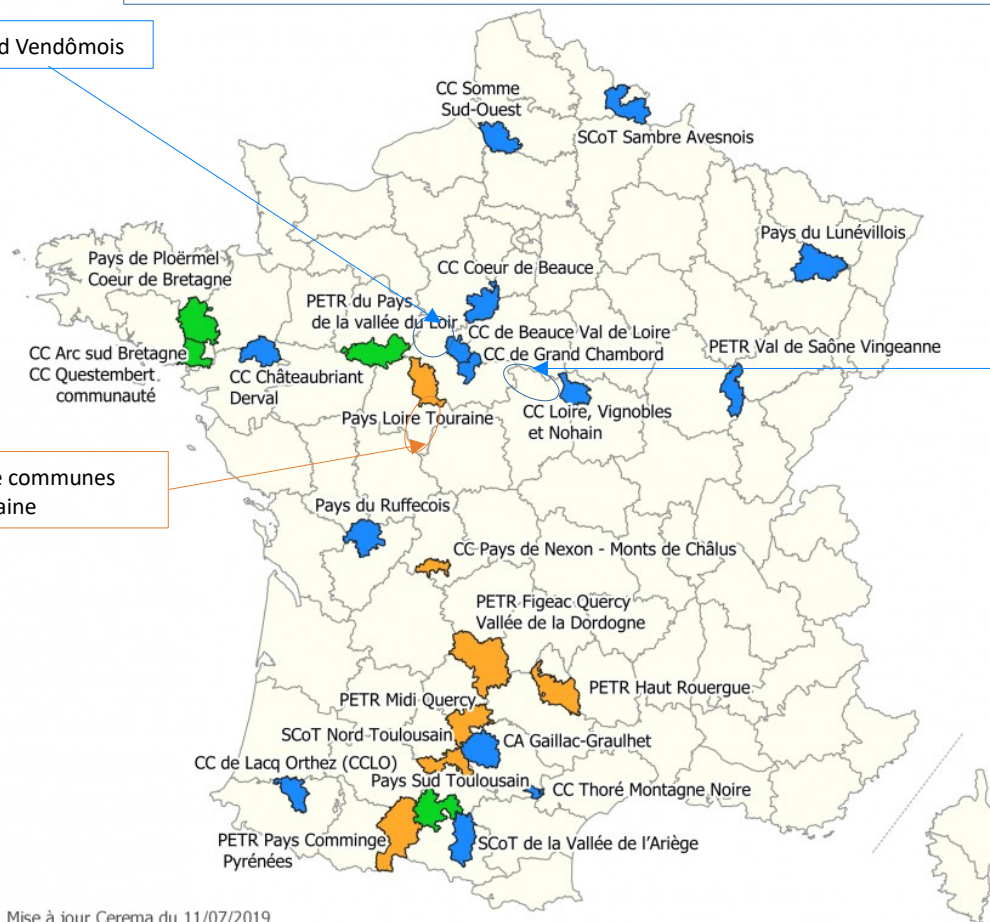 d Vendômois
CC Somme
Sud-Ouest
SCoT Sambre Avesnois
Pays du Lunévillois
Pays de Ploërmel
Coeur de Bretagne
CC Coeur de Beauce
PETR du Pays
de la vallée du Loir
CC de Beauce Val de Loire
CC de Grand Chambord
PETR Val de Saône Vingeanne
CC Arc sud Bretagne
CC Questembert
communauté
CC Châteaubriant
Derval
Pays Loire Touraine
CC Loire, Vignobles
et Nohain
communes
aine
Pays du Ruffecois
CC Pays de Nexon - Monts de Châlus
PETR Figeac Quercy
Vallée de la Dordogne
PETR Haut Rouergue
PETR Midi Quercy
SCoT Nord Toulousain
CA Gaillac-Graulhet
CC de Lacq Orthez (CCLO)
Pays Sud Toulousain
CC Thoré Montagne Noire
PETR Pays Comminge
Pyrénées
SCoT de la Vallée de l'Ariège
Mise à jour Cerema du 11/07/2019